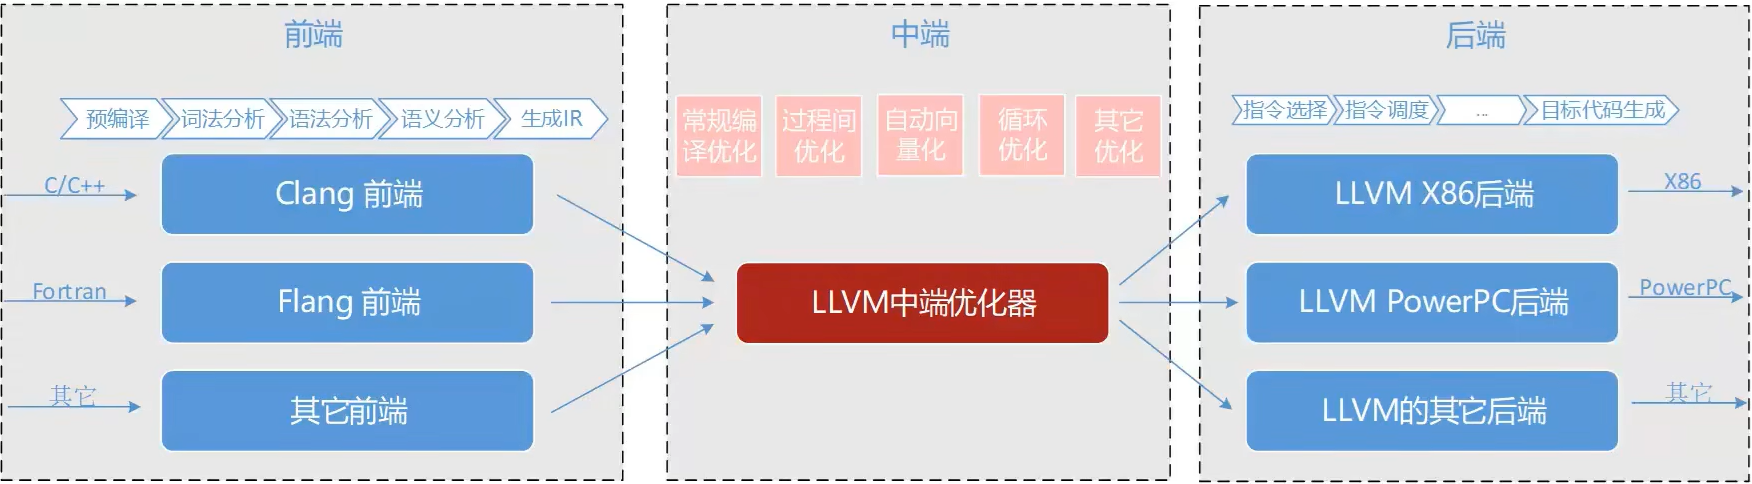 前端
预编译
词法分析
语法分析
语义分析
生成IR
C/C++
Clang 前端
Fortran
Flang 前端
其它
其它前端
中端
常规编
译优化
过程间
优化
自动向
量化
循环
优化
其它
优化
LLVM中端优化器
后端
指令选择
指令调度
...
目标代码生成
LLVM X86后端
X86
LLVM PowerPC后端
PowerPC
LLVM的其它后端
其它